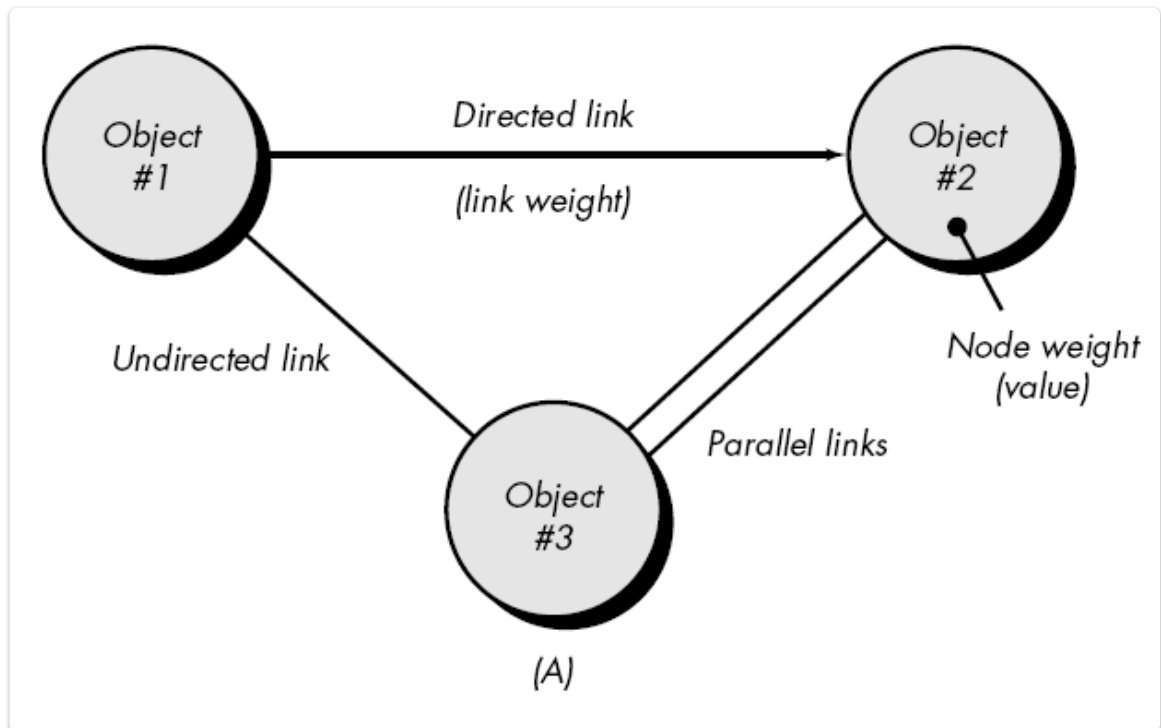 Object
#1
Directed link
(link weight)
Object
#2
Undirected link
Node weight
(value)
Parallel links
Object
#3
(A)